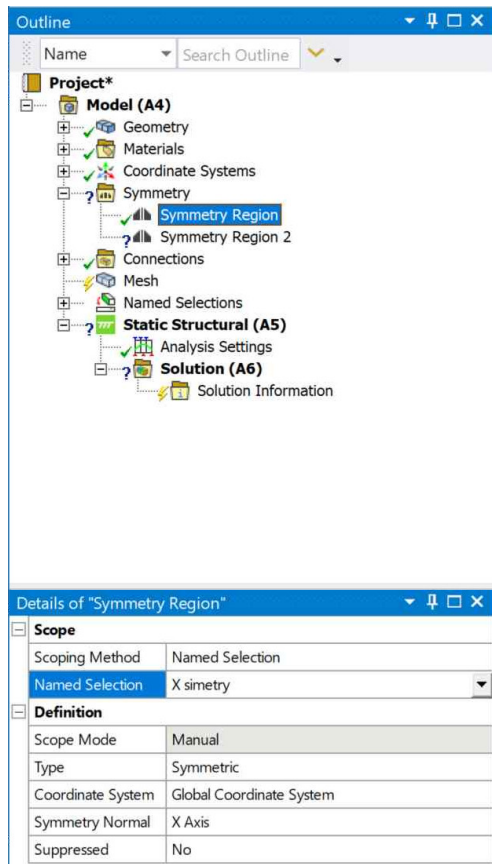 Outline
Name Search Outline
Project*
Model (A4)
Geometry
Materials
Coordinate Systems
? Symmetry
Symmetry Region
? Symmetry Region 2
Connections
Mesh
Named Selections
? Static Structural (A5)
Analysis Settings
? Solution (A6)
Solution Information
Details of "Symmetry Region"
Scope
Scoping Method Named Selection
Named Selection X simetry
Definition
Scope Mode Manual
Type Symmetric
Coordinate System Global Coordinate System
Symmetry Normal X Axis
Suppressed No